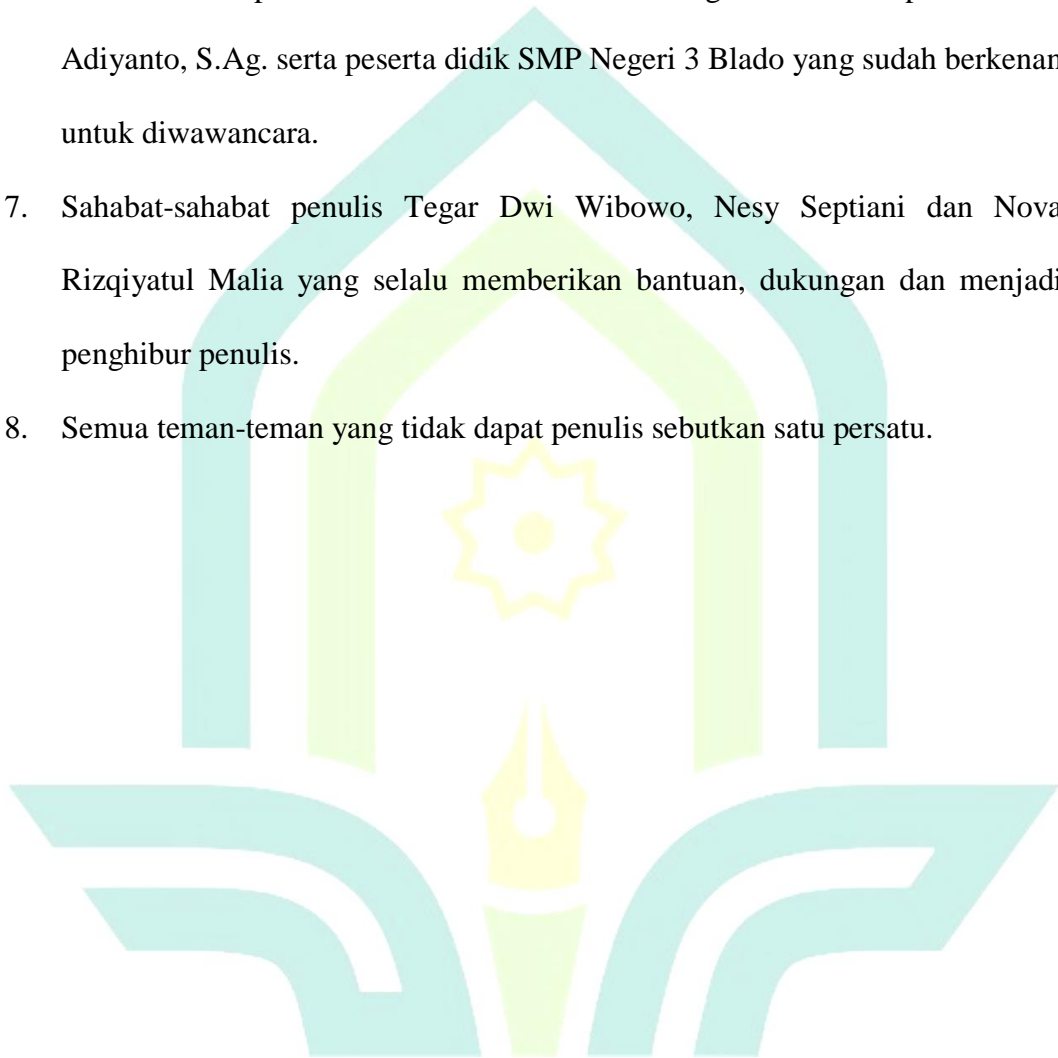 Adiyanto, S.Ag. serta peserta didik SMP Negeri 3 Blado yang sudah berkenan
untuk diwawancara.
7. Sahabat-sahabat penulis Tegar Dwi Wibowo, Nesy Septiani dan Nova
Rizqiyatul Malia yang selalu memberikan bantuan, dukungan dan menjadi
penghibur penulis.
8. Semua teman-teman yang tidak dapat penulis sebutkan satu persatu.